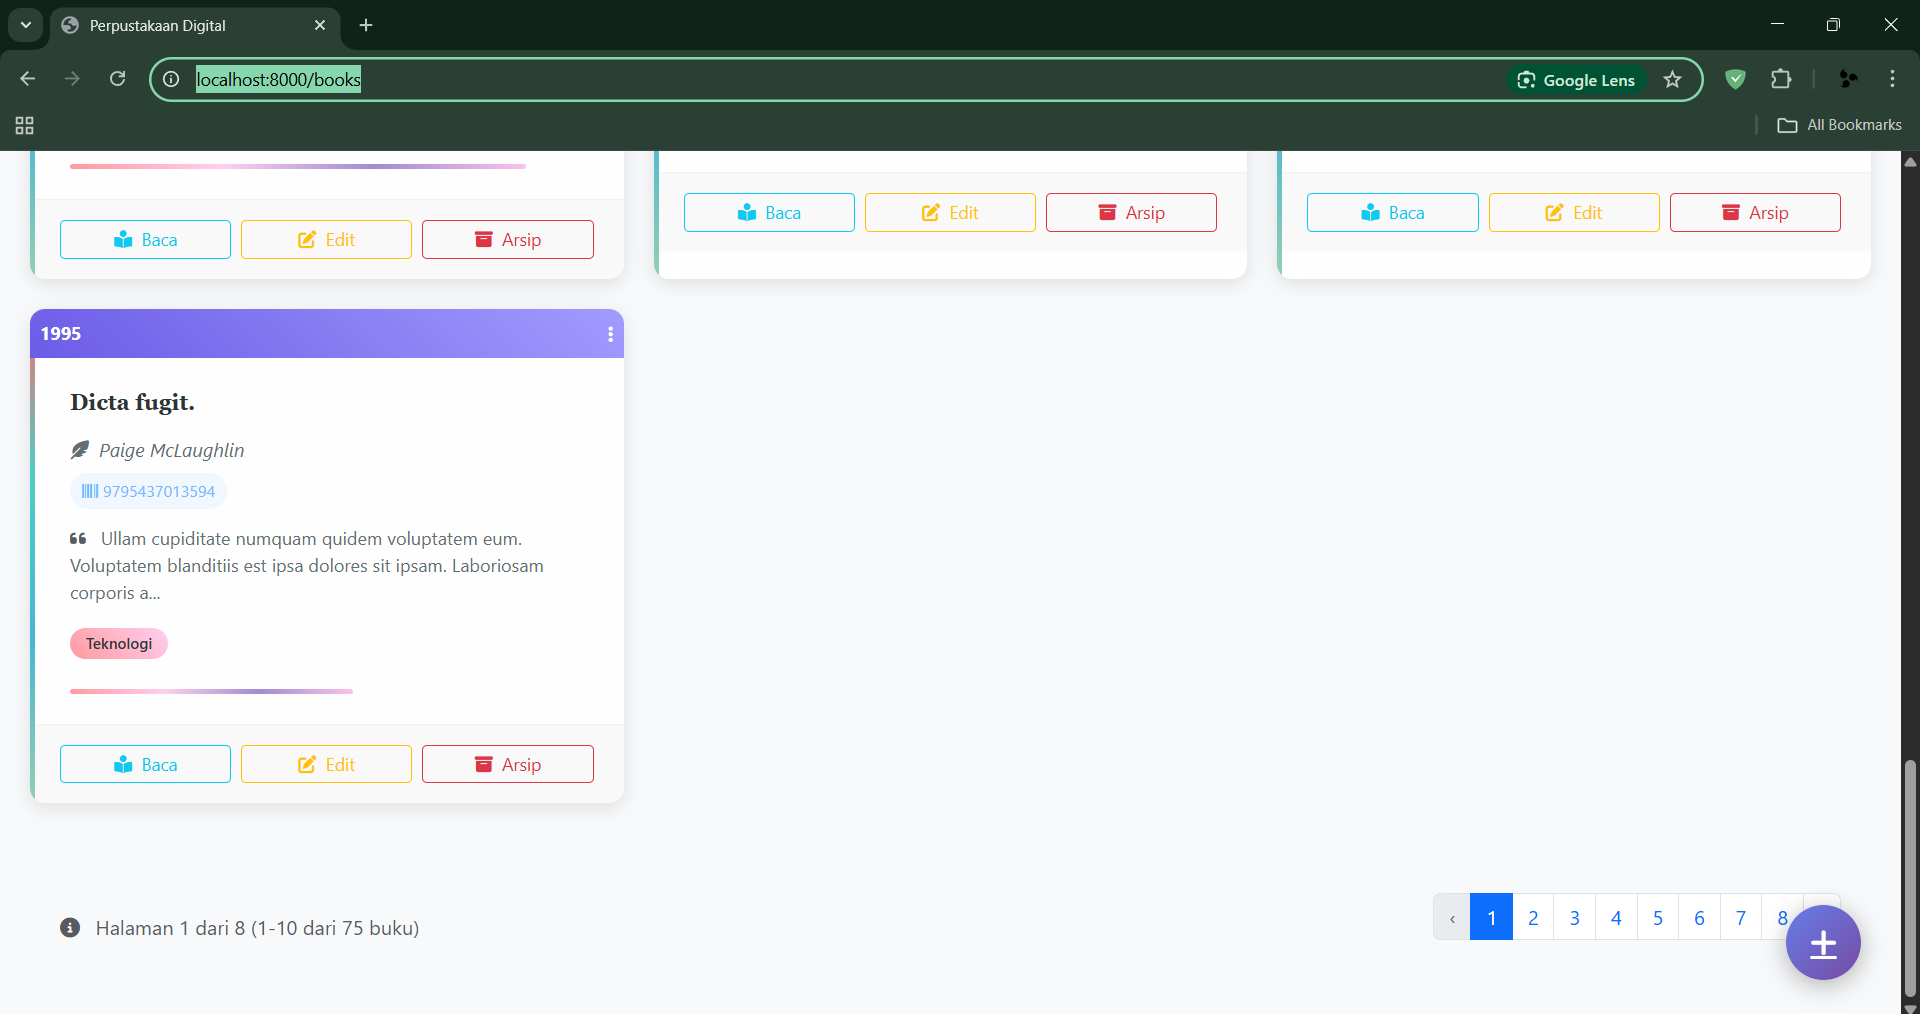 Perpustakaan Digital
localhost:8000/books
Google Lens
All Bookmarks
Baca Edit Arsip
Baca Edit Arsip
Baca Edit Arsip
1995
Dicta fugit.
Paige McLaughlin
9795437013594
Ullam cupiditate numquam quidem voluptatem eum.
Voluptatem blanditiis est ipsa dolores sit ipsam. Laboriosam
corporis a...
Teknologi
Baca Edit Arsip
Halaman 1 dari 8 (1-10 dari 75 buku)
‹ 1 2 3 4 5 6 7 8